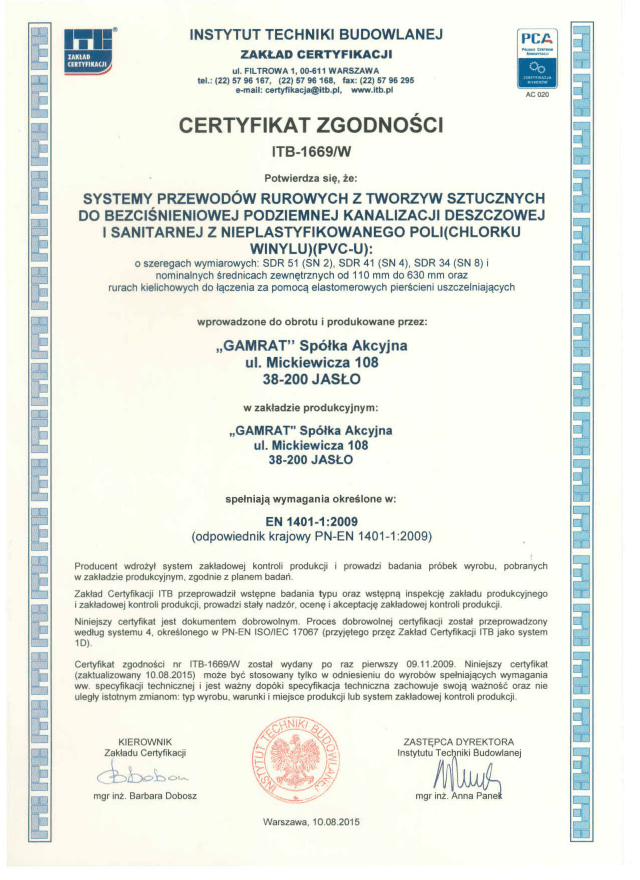 ITB
®
ZAKŁAD
CERTYFIKACJI
INSTYTUT TECHNIKI BUDOWLANEJ
ZAKŁAD CERTYFIKACJI
ul. FILTROWA 1, 00-611 WARSZAWA
tel.: (22) 57 96 167, (22) 57 96 168, fax: (22) 57 96 295
e-mail: certyfikacja@itb.pl, www.itb.pl
PCA
POLSKIE CENTRUM
AKREDYTACJI
CERTYFIKACJA
WYROBÓW
AC 020
CERTYFIKAT ZGODNOŚCI
ITB-1669/W
Potwierdza się, że:
SYSTEMY PRZEWODÓW RUROWYCH Z TWORZYW SZTUCZNYCH
DO BEZCIŚNIENIOWEJ PODZIEMNEJ KANALIZACJI DESZCZOWEJ
I SANITARNEJ Z NIEPLASTYFIKOWANEGO POLI(CHLORKU
WINYLU)(PVC-U):
o szeregach wymiarowych: SDR 51 (SN 2), SDR 41 (SN 4), SDR 34 (SN 8) i
nominalnych średnicach zewnętrznych od 110 mm do 630 mm oraz
rurach kielichowych do łączenia za pomocą elastomerowych pierścieni uszczelniających
wprowadzone do obrotu i produkowane przez:
„GAMRAT" Spółka Akcyjna
ul. Mickiewicza 108
38-200 JASŁO
w zakładzie produkcyjnym:
„GAMRAT" Spółka Akcyjna
ul. Mickiewicza 108
38-200 JASŁO
spełniają wymagania określone w:
EN 1401-1:2009
(odpowiednik krajowy PN-EN 1401-1:2009)
Producent wdrożył system zakładowej kontroli produkcji i prowadzi badania próbek wyrobu, pobranych
w zakładzie produkcyjnym, zgodnie z planem badań.
Zakład Certyfikacji ITB przeprowadził wstępne badania typu oraz wstępną inspekcję zakładu produkcyjnego
i zakładowej kontroli produkcji, prowadzi stały nadzór, ocenę i akceptację zakładowej kontroli produkcji.
Niniejszy certyfikat jest dokumentem dobrowolnym. Proces dobrowolnej certyfikacji został przeprowadzony
według systemu 4, określonego w PN-EN ISO/IEC 17067 (przyjętego przęz Zakład Certyfikacji ITB jako system
1D).
Certyfikat zgodności nr ITB-1669/W został wydany po raz pierwszy 09.11.2009. Niniejszy certyfikat
(zaktualizowany 10.08.2015) może być stosowany tylko w odniesieniu do wyrobów spełniających wymagania
ww. specyfikacji technicznej i jest ważny dopóki specyfikacja techniczna zachowuje swoją ważność oraz nie
uległy istotnym zmianom: typ wyrobu, warunki i miejsce produkcji lub system zakładowej kontroli produkcji.
KIEROWNIK
Zakładu Certyfikacji
mgr inż. Barbara Dobosz
INSTYTUT TECHNIKI BUDOWLANEJ
ZASTĘPCA DYREKTORA
Instytutu Techniki Budowlanej
mgr inż. Anna Panek
Warszawa, 10.08.2015